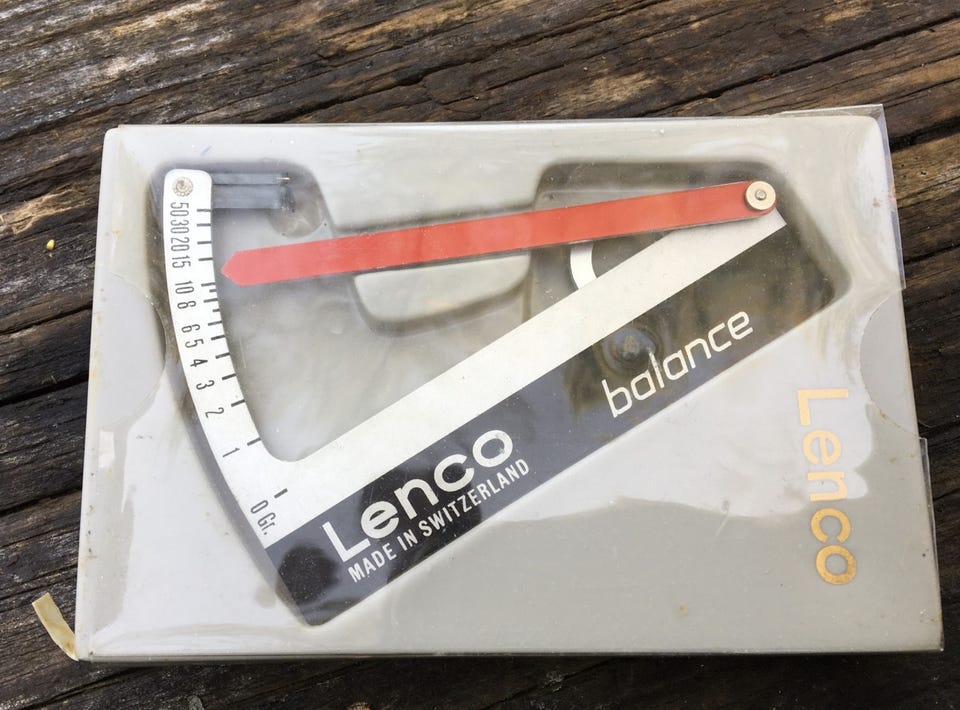 50 30 20 15 10 8 6 5 4 3 2 1 0 Gr.
balance
Lenco
MADE IN SWITZERLAND
Lenco